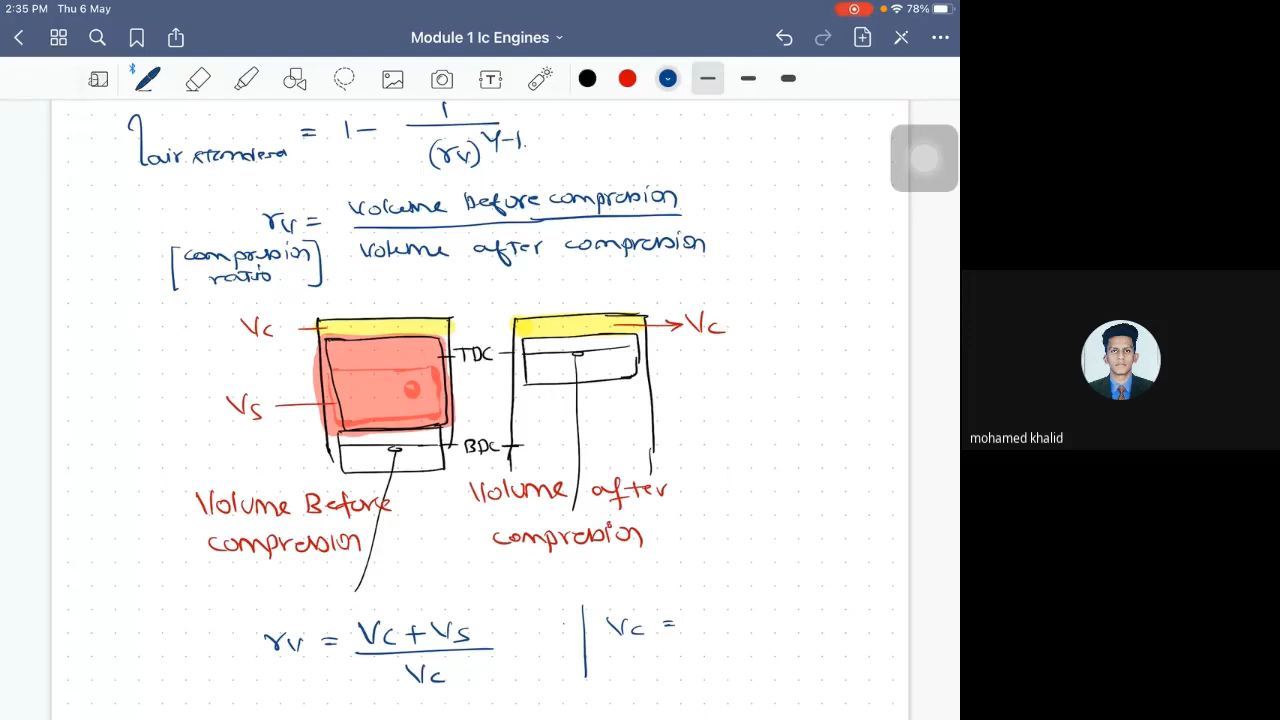 2:35 PM Thu 6 May
78%
Module 1 Ic Engines
η air standerd = 1 - 1 / (rv)^γ-1.
rv = Volume Before compression / Volume after compression
[compression ratio]
Vc
Vc
TDC
Vs
BDC
Volume Before compression
Volume after compression
rv = Vc + Vs / Vc
Vc =
mohamed khalid